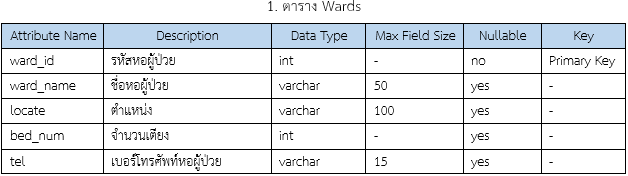 1. ตาราง Wards
Attribute Name Description Data Type Max Field Size Nullable Key
ward_id รหัสหอผู้ป่วย int - no Primary Key
ward_name ชื่อหอผู้ป่วย varchar 50 yes -
locate ตำแหน่ง varchar 100 yes -
bed_num จำนวนเตียง int - yes -
tel เบอร์โทรศัพท์หอผู้ป่วย varchar 15 yes -